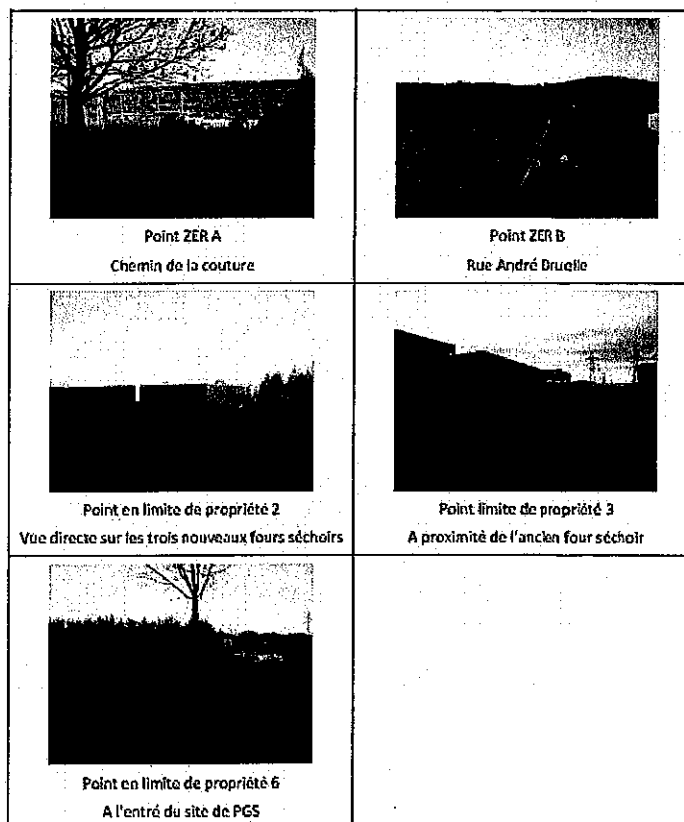 Point ZER A
Chemin de la couture
Point ZER B
Rue André Bruelle
Point en limite de propriété 2
Vue directe sur les trois nouveaux fours séchoirs
Point limite de propriété 3
A proximité de l'ancien four séchoir
Point en limite de propriété 6
A l'entré du site de PGS